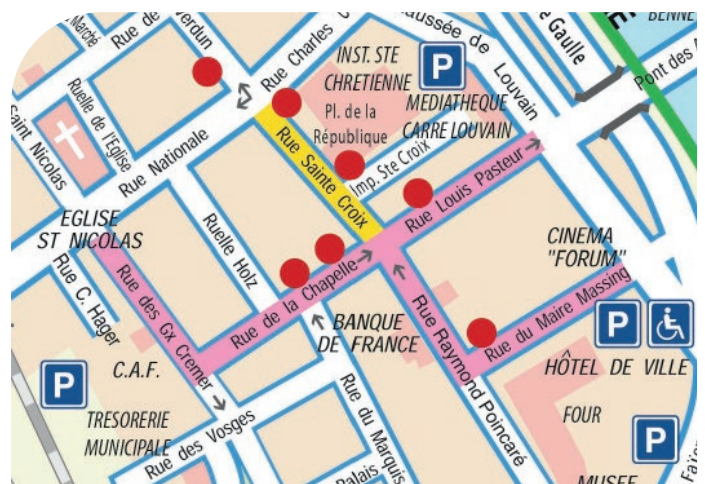 Marché
Rue de Verdun
Rue Charles
Chaussée de Louvain
Gaulle
BENNE
Pont des
INST. STE
CHRETIENNE
P
Pl. de la
République
MEDIATHEQUE
CARRE LOUVAIN
Ruelle de l'Eglise
Saint Nicolas
Rue Nationale
Rue Sainte Croix
Imp. Ste Croix
Rue Louis Pasteur
EGLISE
ST NICOLAS
Ruelle Holz
CINEMA
"FORUM"
Rue C. Hager
Rue des Gx Cremer
Rue de la Chapelle
BANQUE
DE FRANCE
Rue Raymond Poincaré
Rue du Maire Massing
P
HÔTEL DE VILLE
C.A.F.
P
TRESORERIE
MUNICIPALE
FOUR
P
Rue des Vosges
Rue du Marquis
Palais
MUSEE